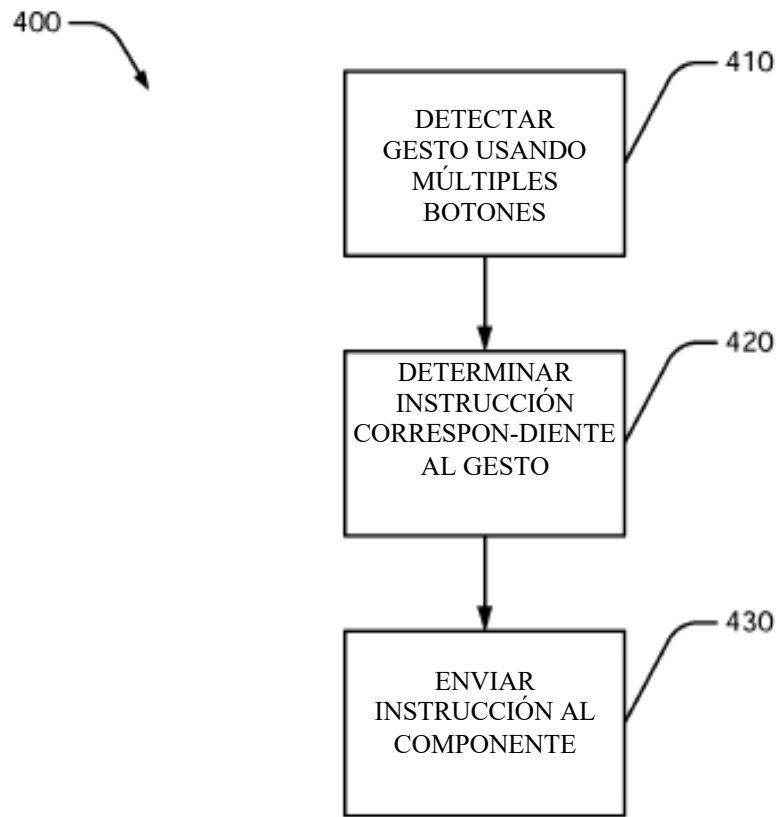 400
410
DETECTAR
GESTO USANDO
MÚLTIPLES
BOTONES
420
DETERMINAR
INSTRUCCIÓN
CORRESPON-DIENTE
AL GESTO
430
ENVIAR
INSTRUCCIÓN AL
COMPONENTE